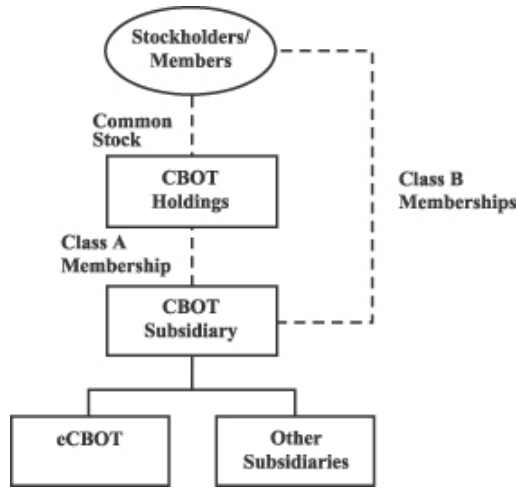 Stockholders/
Members
Common
Stock
CBOT
Holdings
Class B
Memberships
Class A
Membership
CBOT
Subsidiary
eCBOT
Other
Subsidiaries